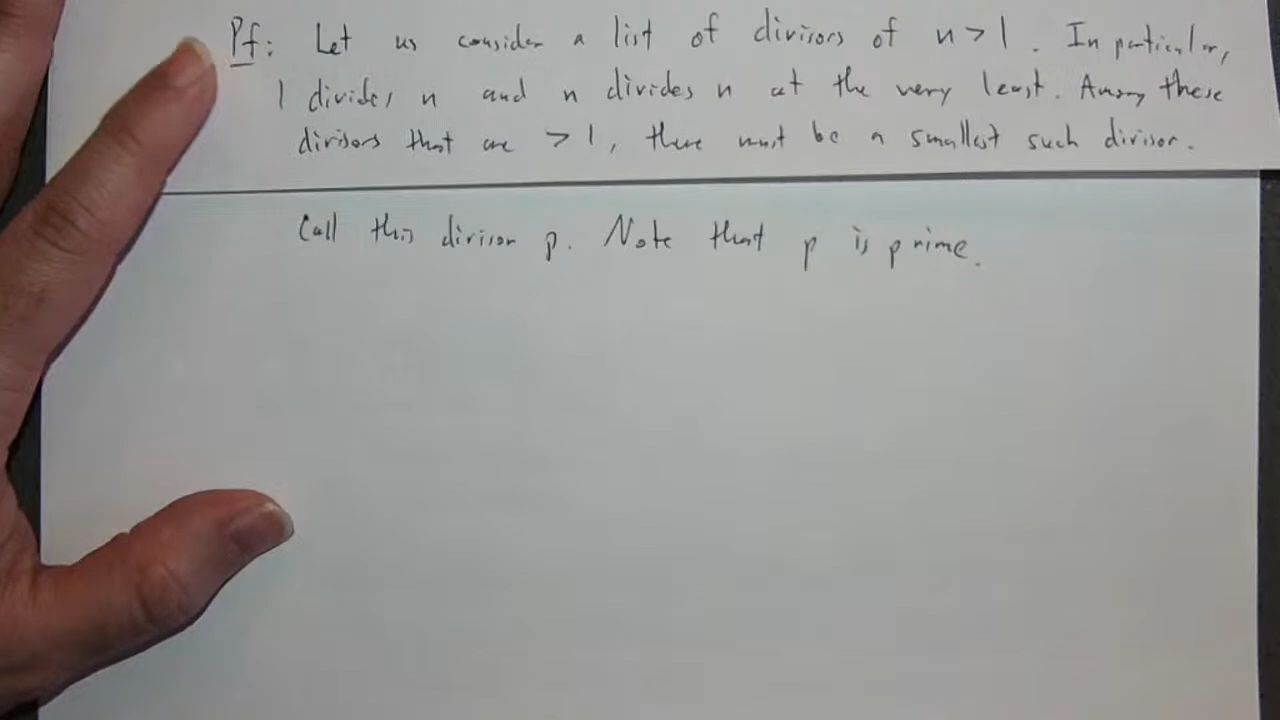 Pf: Let us consider a list of divisors of n > 1. In particular,
1 divides n and n divides n at the very least. Among these
divisors that are > 1, there must be a smallest such divisor.
Call this divisor p. Note that p is prime.